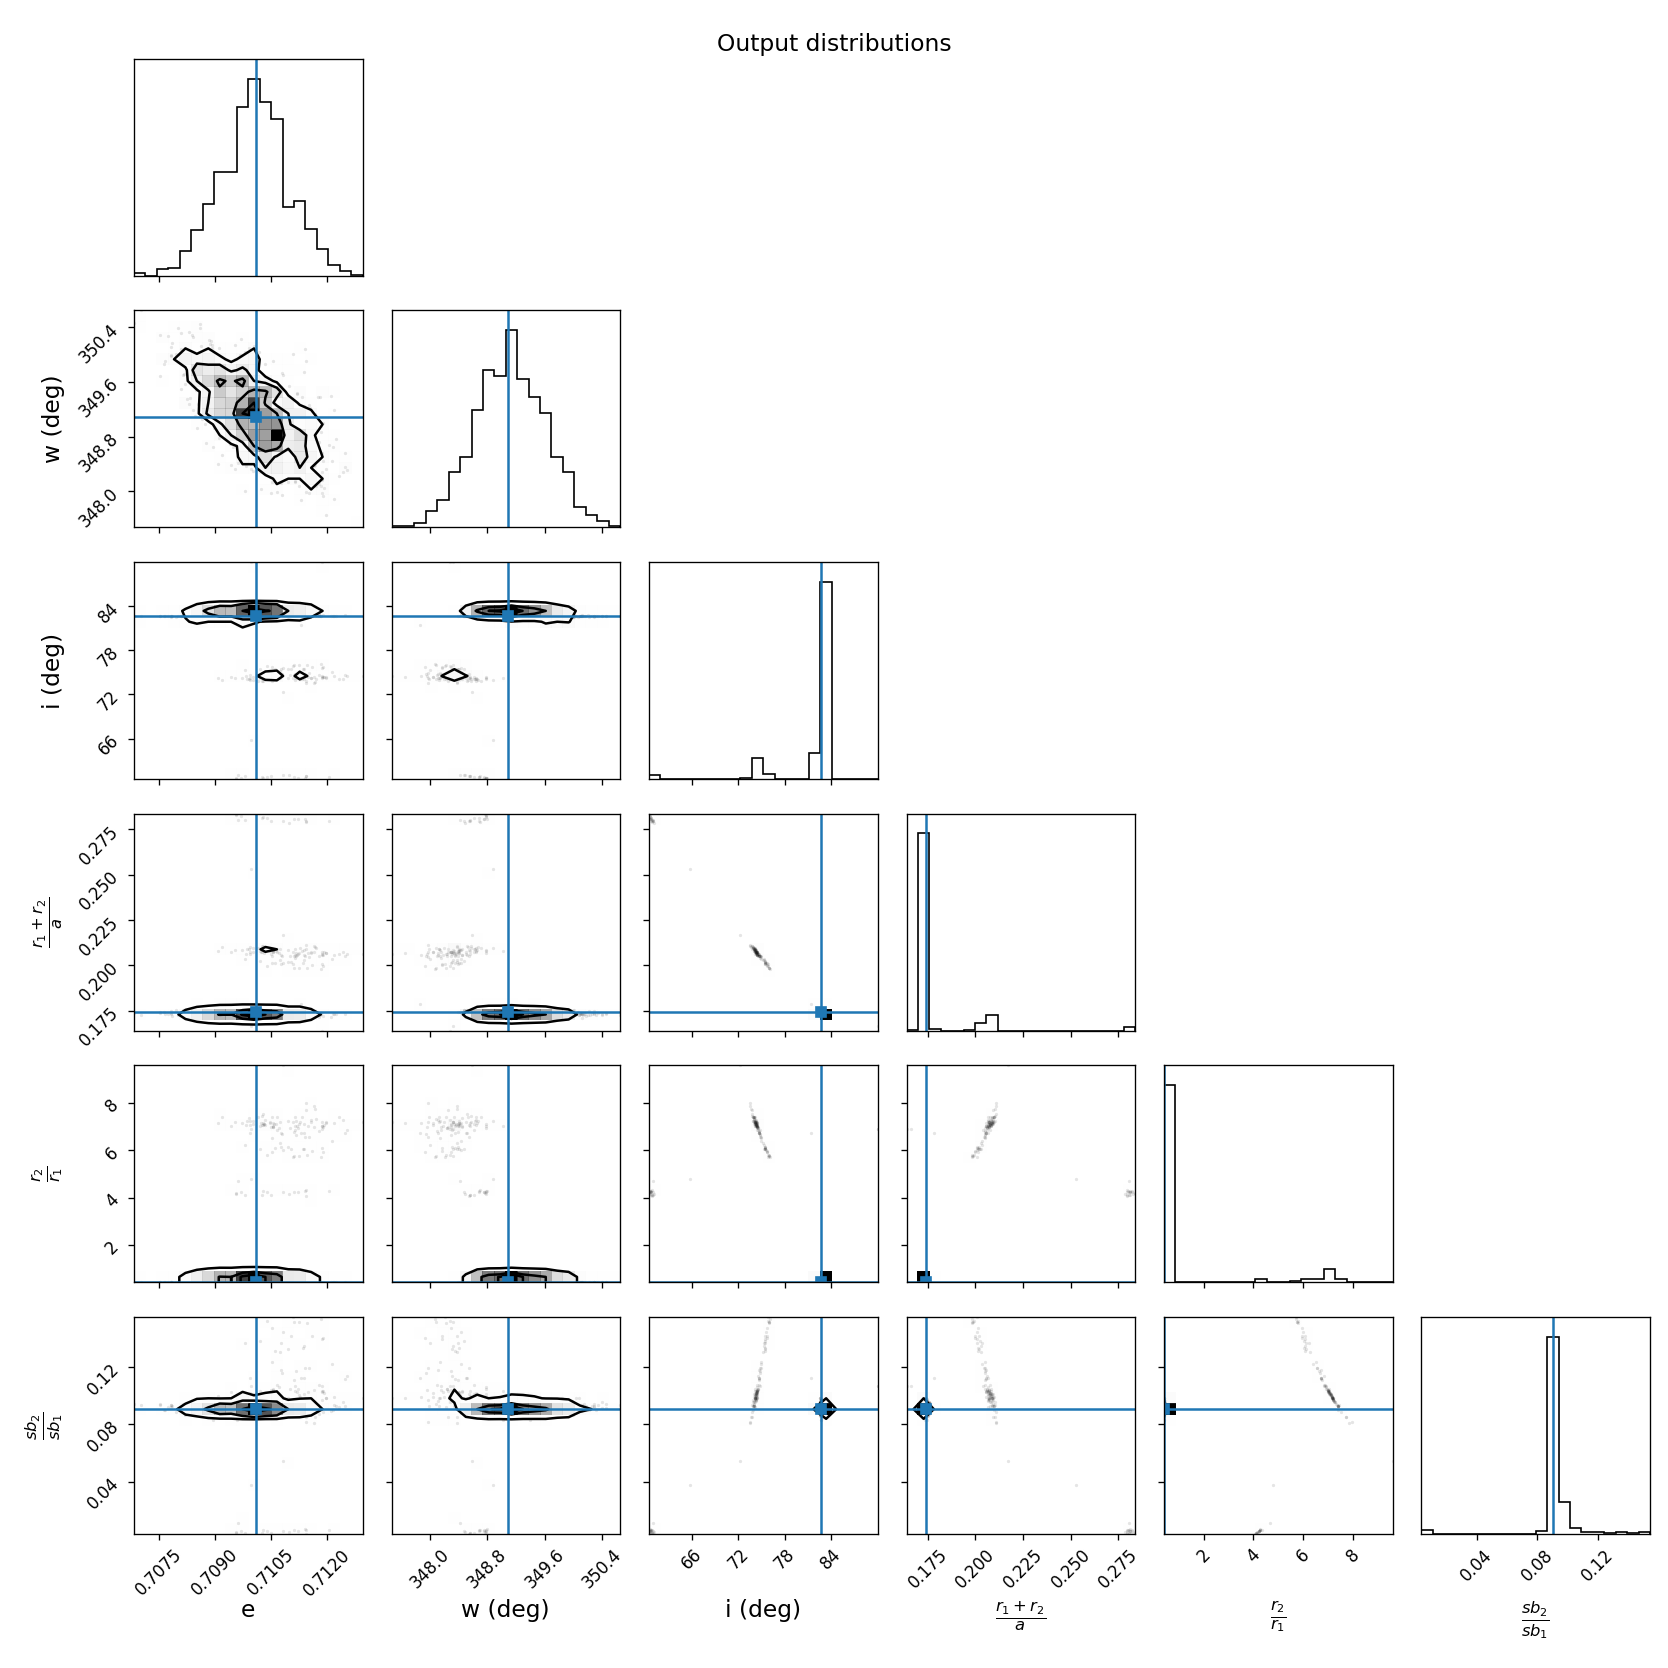 Output distributions
w (deg)
350.4
349.6
348.8
348.0
i (deg)
84
78
72
66
r₁ + r₂
a
0.275
0.250
0.225
0.200
0.175
r₂
r₁
8
6
4
2
sb₂
sb₁
0.12
0.08
0.04
0.7075 0.7090 0.7105 0.7120
348.0 348.8 349.6 350.4
66 72 78 84
0.175 0.200 0.225 0.250 0.275
2 4 6 8
0.04 0.08 0.12
e
w (deg)
i (deg)
r₁ + r₂
a
r₂
r₁
sb₂
sb₁